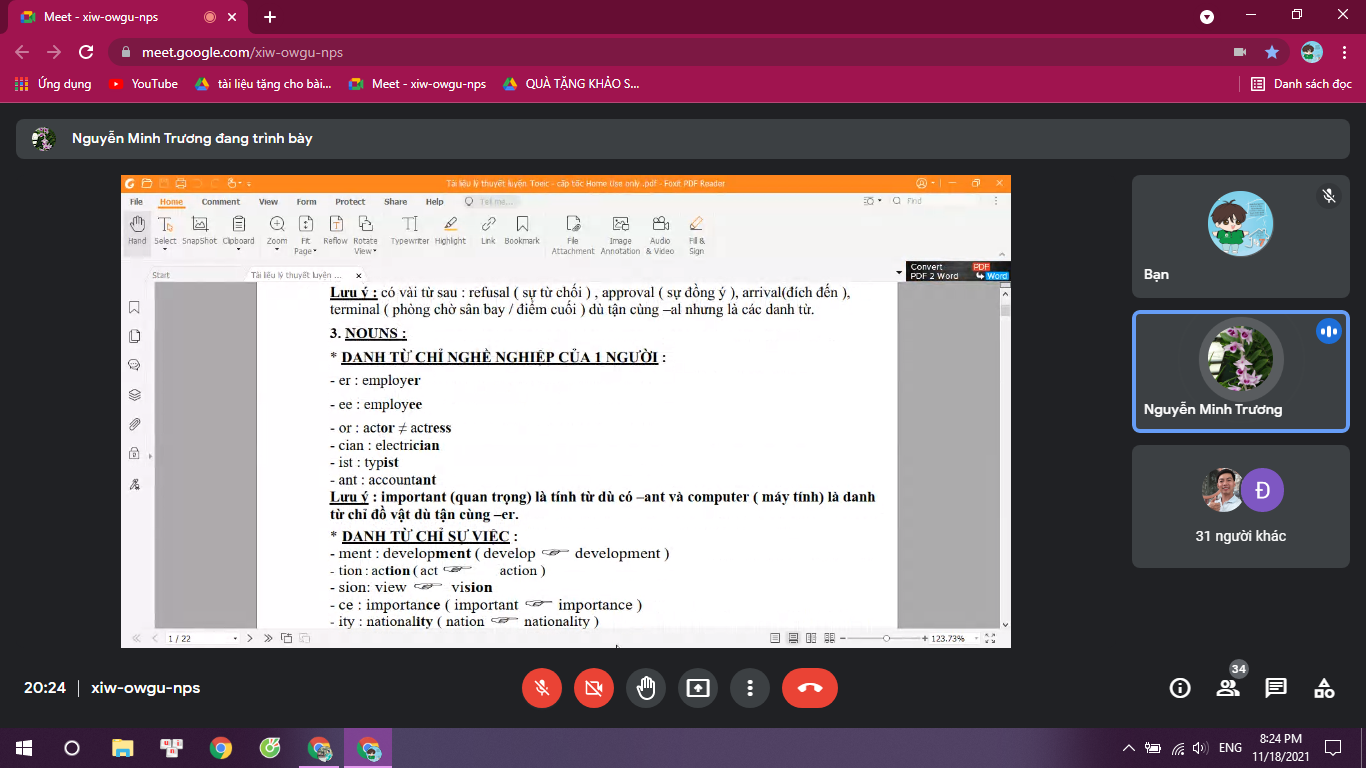 Meet - xiw-owgu-nps
meet.google.com/xiw-owgu-nps
Ứng dụng YouTube tài liệu tặng cho bài... Meet - xiw-owgu-nps QUÀ TẶNG KHẢO S... Danh sách đọc
Nguyễn Minh Trương đang trình bày
Tài liệu lý thuyết luyện Toeic - cấp tốc Home Use only .pdf - Foxit PDF Reader
File Home Comment View Form Protect Share Help Tell me... Find
Hand Select SnapShot Clipboard Zoom Fit Page Reflow Rotate View Typewriter Highlight Link Bookmark File Attachment Image Annotation Audio & Video Fill & Sign
Start Tài liệu lý thuyết luyện ... Convert PDF 2 Word PDF Word
Lưu ý : có vài từ sau : refusal ( sự từ chối ) , approval ( sự đồng ý ), arrival(đích đến ),
terminal ( phòng chờ sân bay / điểm cuối ) dù tận cùng –al nhưng là các danh từ.
3. NOUNS :
* DANH TỪ CHỈ NGHỀ NGHIỆP CỦA 1 NGƯỜI :
- er : employer
- ee : employee
- or : actor ≠ actress
- cian : electrician
- ist : typist
- ant : accountant
Lưu ý : important (quan trọng) là tính từ dù có –ant và computer ( máy tính) là danh
từ chỉ đồ vật dù tận cùng –er.
* DANH TỪ CHỈ SỰ VIỆC :
- ment : development ( develop ☞ development )
- tion : action ( act ☞ action )
- sion: view ☞ vision
- ce : importance ( important ☞ importance )
- ity : nationality ( nation ☞ nationality )
1 / 22 123.73%
Bạn
Nguyễn Minh Trương
Đ
31 người khác
20:24 xiw-owgu-nps 34
ENG 8:24 PM
11/18/2021